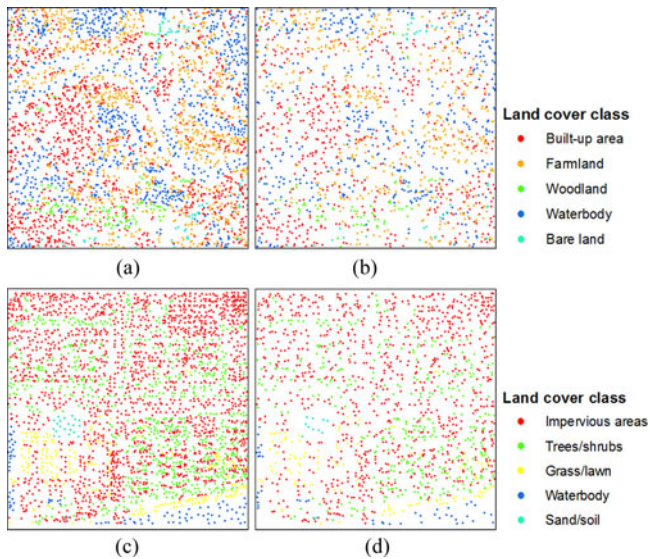 Land cover class
Built-up area
Farmland
Woodland
Waterbody
Bare land
(a)
(b)
Land cover class
Impervious areas
Trees/shrubs
Grass/lawn
Waterbody
Sand/soil
(c)
(d)